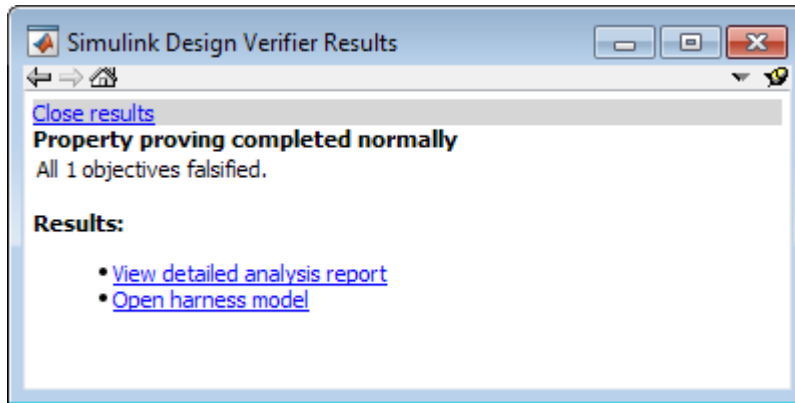 Simulink Design Verifier Results
Close results
Property proving completed normally
All 1 objectives falsified.
Results:
• View detailed analysis report
• Open harness model